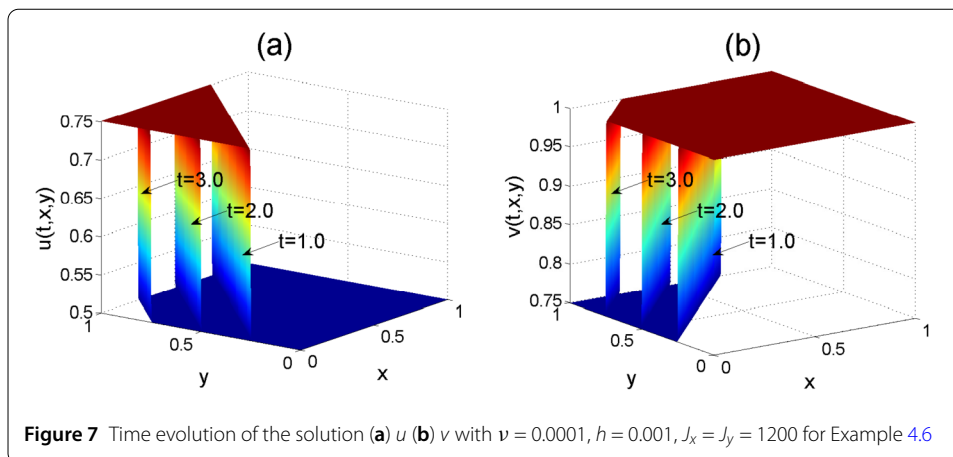 (a)
(b)
u(t,x,y)
0.75
0.7
0.65
0.6
0.55
0.5
t=3.0
t=2.0
t=1.0
1
0.5
0
0
0.5
1
y
x
v(t,x,y)
1
0.95
0.9
0.85
0.8
0.75
t=3.0
t=2.0
t=1.0
1
0.5
0
0
0.5
1
y
x
Figure 7 Time evolution of the solution (a) u (b) v with ν = 0.0001, h = 0.001, Jx = Jy = 1200 for Example 4.6